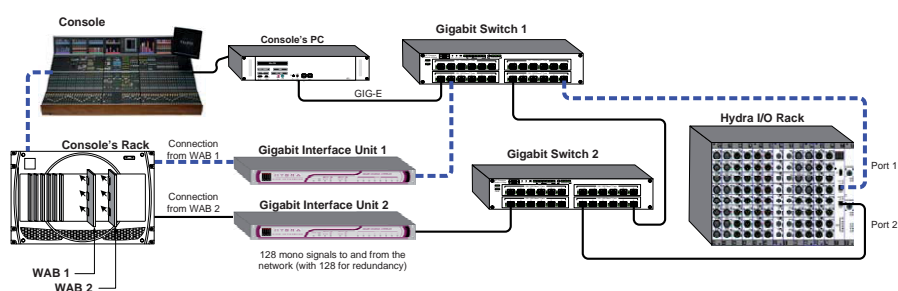 Console
Console's PC
Gigabit Switch 1
GIG-E
Hydra I/O Rack
Console's Rack
Connection
from WAB 1
Gigabit Interface Unit 1
Gigabit Switch 2
Port 1
Connection
from WAB 2
Gigabit Interface Unit 2
Port 2
128 mono signals to and from the
network (with 128 for redundancy)
WAB 1
WAB 2